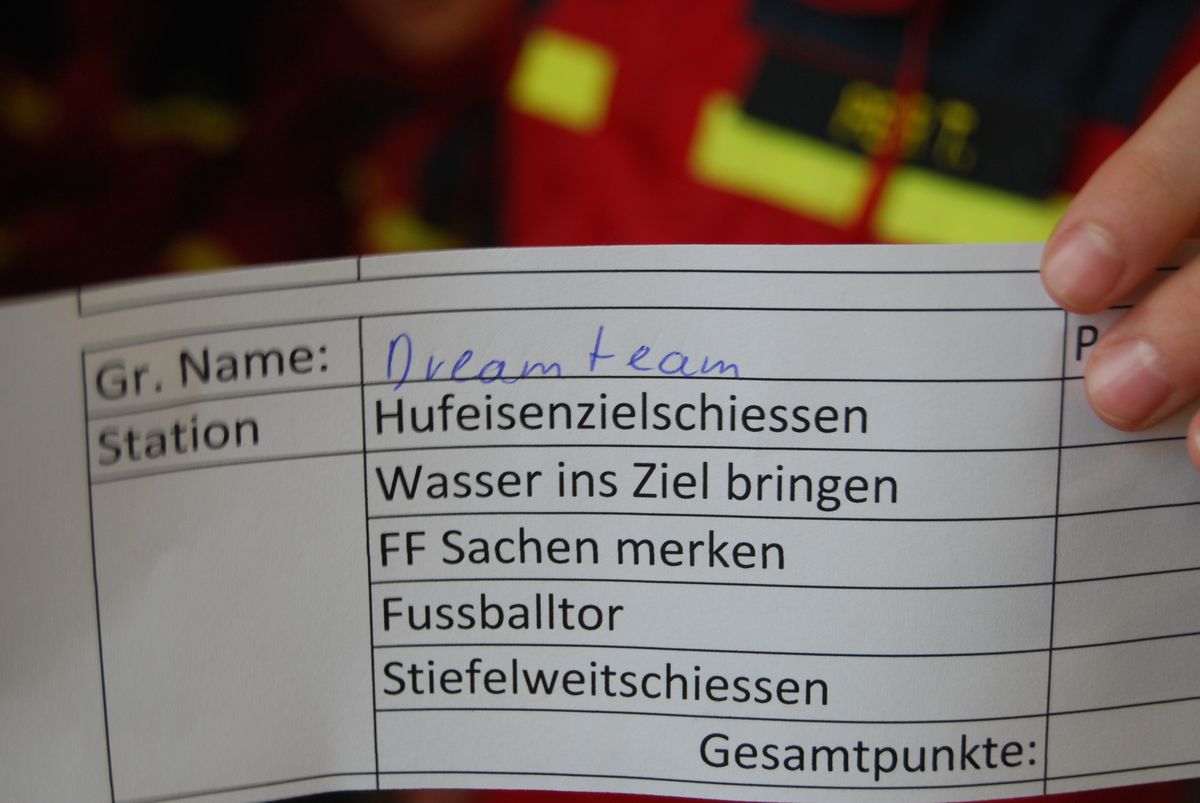 Gr. Name: Dreamteam P
Station Hufeisenzielschiessen
Wasser ins Ziel bringen
FF Sachen merken
Fussballtor
Stiefelweitschiessen
Gesamtpunkte: